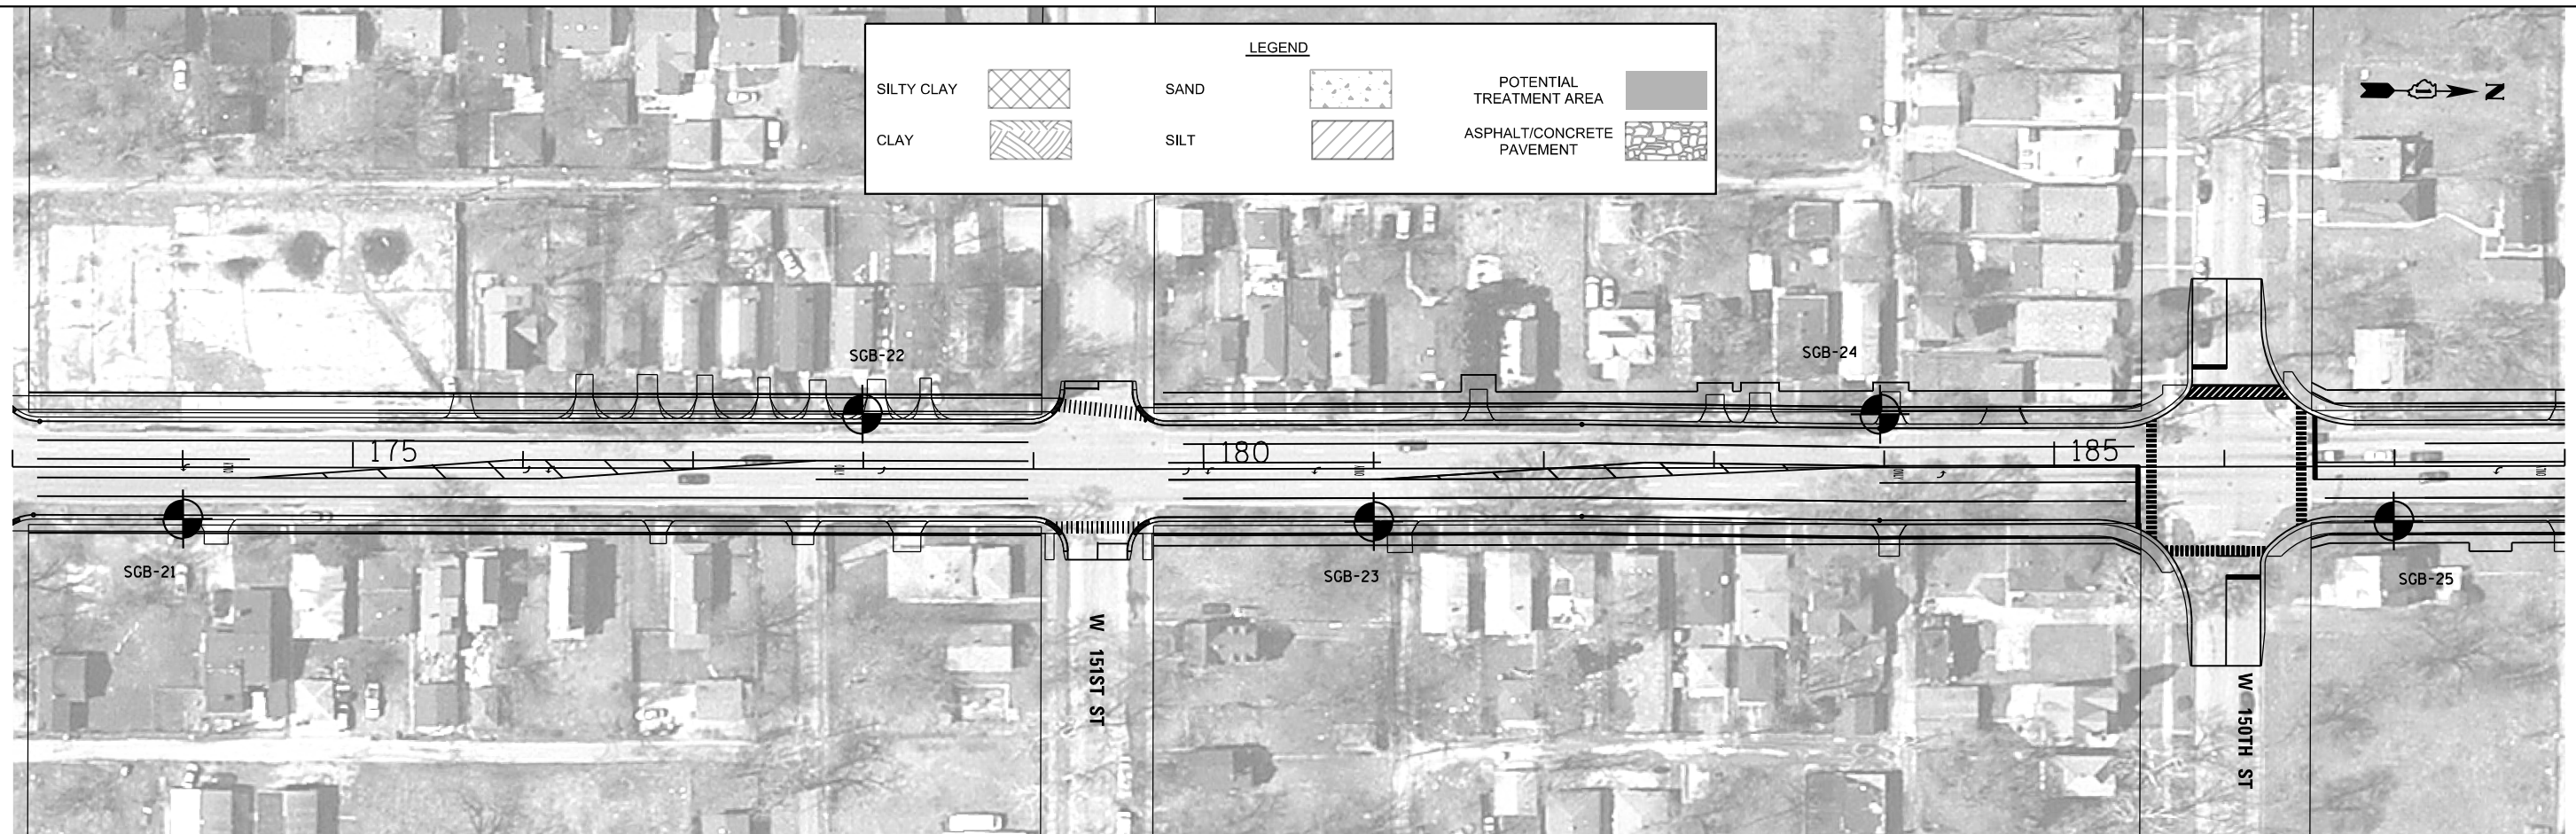 LEGEND
SILTY CLAY
SAND
POTENTIAL
TREATMENT AREA
CLAY
SILT
ASPHALT/CONCRETE
PAVEMENT
N
SGB-22
SGB-24
175
180
185
SGB-21
SGB-23
SGB-25
W 151ST ST
W 150TH ST